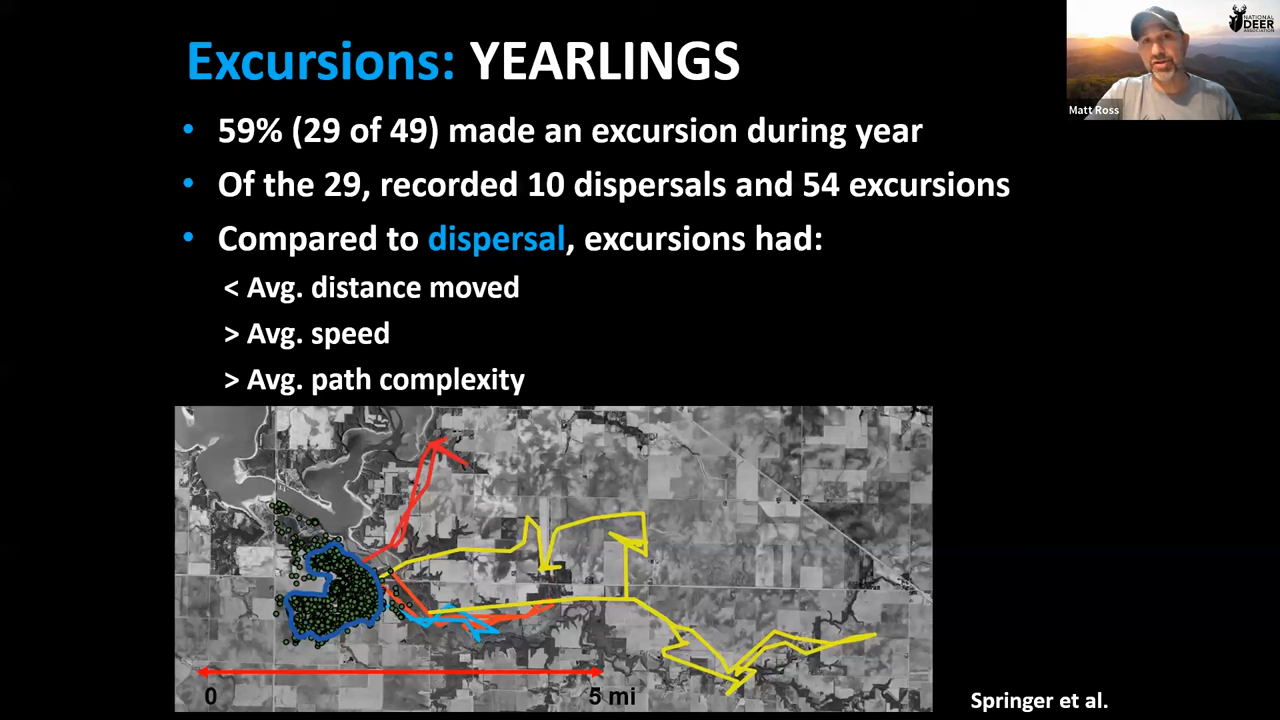 Excursions: YEARLINGS
• 59% (29 of 49) made an excursion during year
• Of the 29, recorded 10 dispersals and 54 excursions
• Compared to dispersal, excursions had:
< Avg. distance moved
> Avg. speed
> Avg. path complexity
0 5 mi
Springer et al.
NATIONAL
DEER
ASSOCIATION
Matt Ross